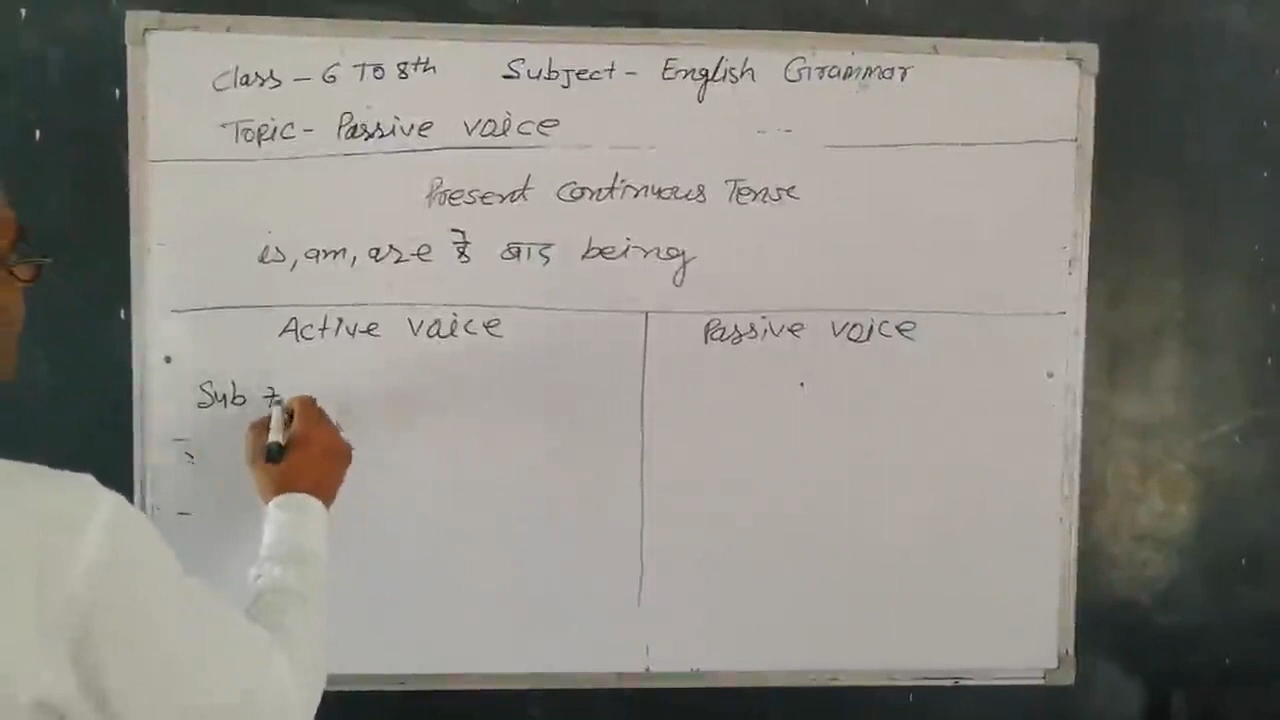 Class - 6 TO 8th Subject - English Grammar
Topic - Passive voice
Present Continuous Tense
is, am, are के बाद being
Active voice
Passive voice
Sub